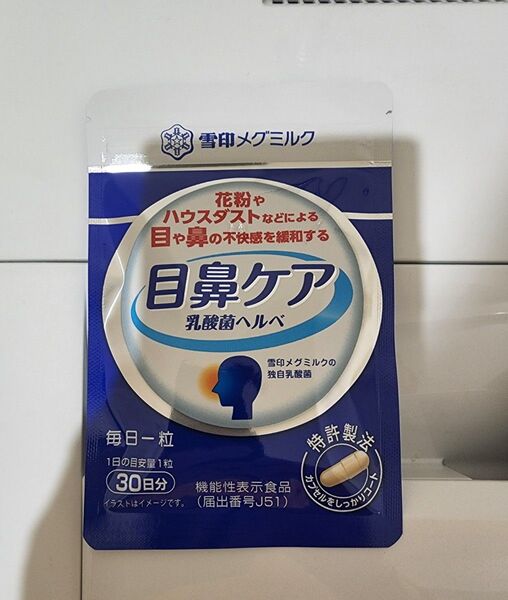 雪印メグミルク
花粉や
ハウスダストなどによる
目や鼻の不快感を緩和する
目鼻ケア
乳酸菌ヘルベ
雪印メグミルクの
独自乳酸菌
毎日一粒
1日の目安量1粒
30日分
イラストはイメージです。
機能性表示食品
(届出番号J51)
特許製法
カプセルをしっかりコート